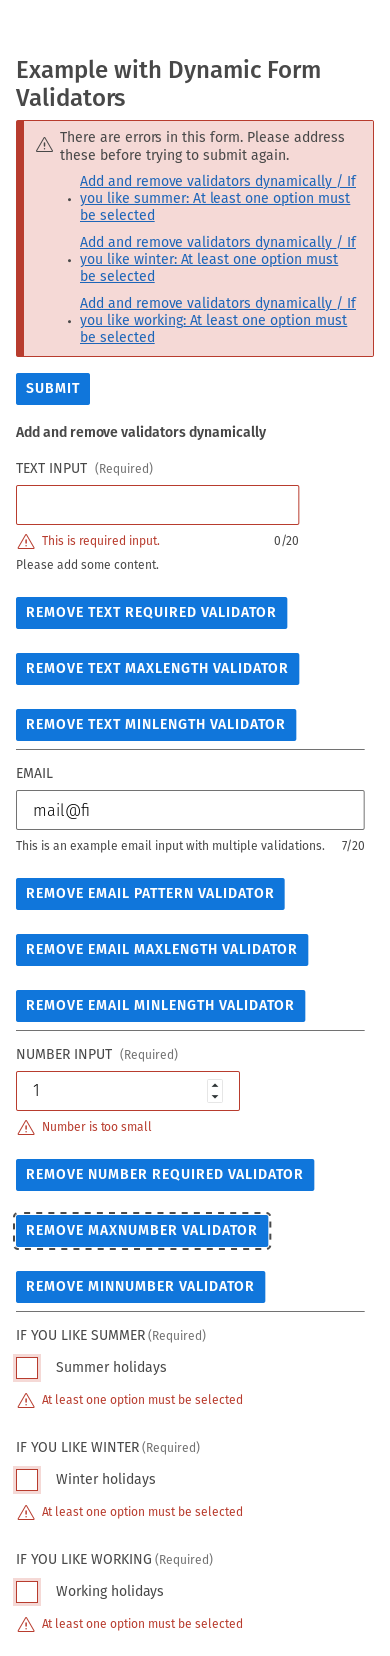 Example with Dynamic Form
Validators
There are errors in this form. Please address
these before trying to submit again.
• Add and remove validators dynamically / If
you like summer: At least one option must
be selected
• Add and remove validators dynamically / If
you like winter: At least one option must
be selected
• Add and remove validators dynamically / If
you like working: At least one option must
be selected
SUBMIT
Add and remove validators dynamically
TEXT INPUT (Required)
This is required input. 0/20
Please add some content.
REMOVE TEXT REQUIRED VALIDATOR
REMOVE TEXT MAXLENGTH VALIDATOR
REMOVE TEXT MINLENGTH VALIDATOR
EMAIL
mail@fi
This is an example email input with multiple validations. 7/20
REMOVE EMAIL PATTERN VALIDATOR
REMOVE EMAIL MAXLENGTH VALIDATOR
REMOVE EMAIL MINLENGTH VALIDATOR
NUMBER INPUT (Required)
1
Number is too small
REMOVE NUMBER REQUIRED VALIDATOR
REMOVE MAXNUMBER VALIDATOR
REMOVE MINNUMBER VALIDATOR
IF YOU LIKE SUMMER (Required)
Summer holidays
At least one option must be selected
IF YOU LIKE WINTER (Required)
Winter holidays
At least one option must be selected
IF YOU LIKE WORKING (Required)
Working holidays
At least one option must be selected